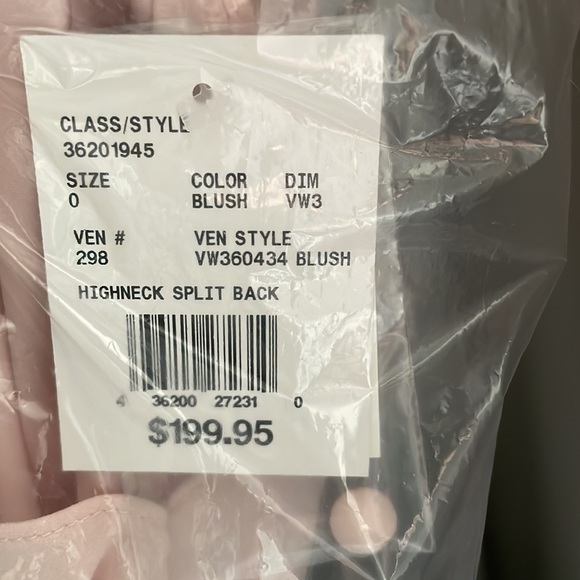 CLASS/STYLE
36201945
SIZE COLOR DIM
0 BLUSH VW3
VEN # VEN STYLE
298 VW360434 BLUSH
HIGHNECK SPLIT BACK
4 36200 27231 0
$199.95